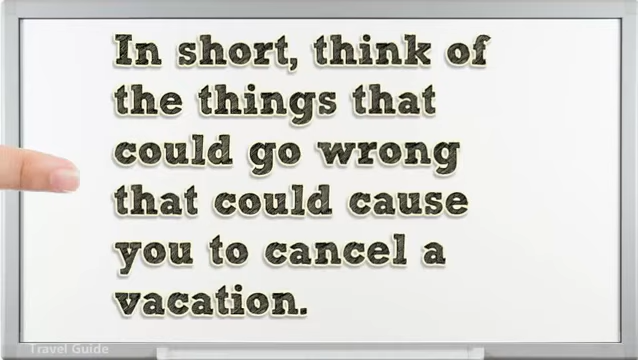 In short, think of
the things that
could go wrong
that could cause
you to cancel a
vacation.
Travel Guide